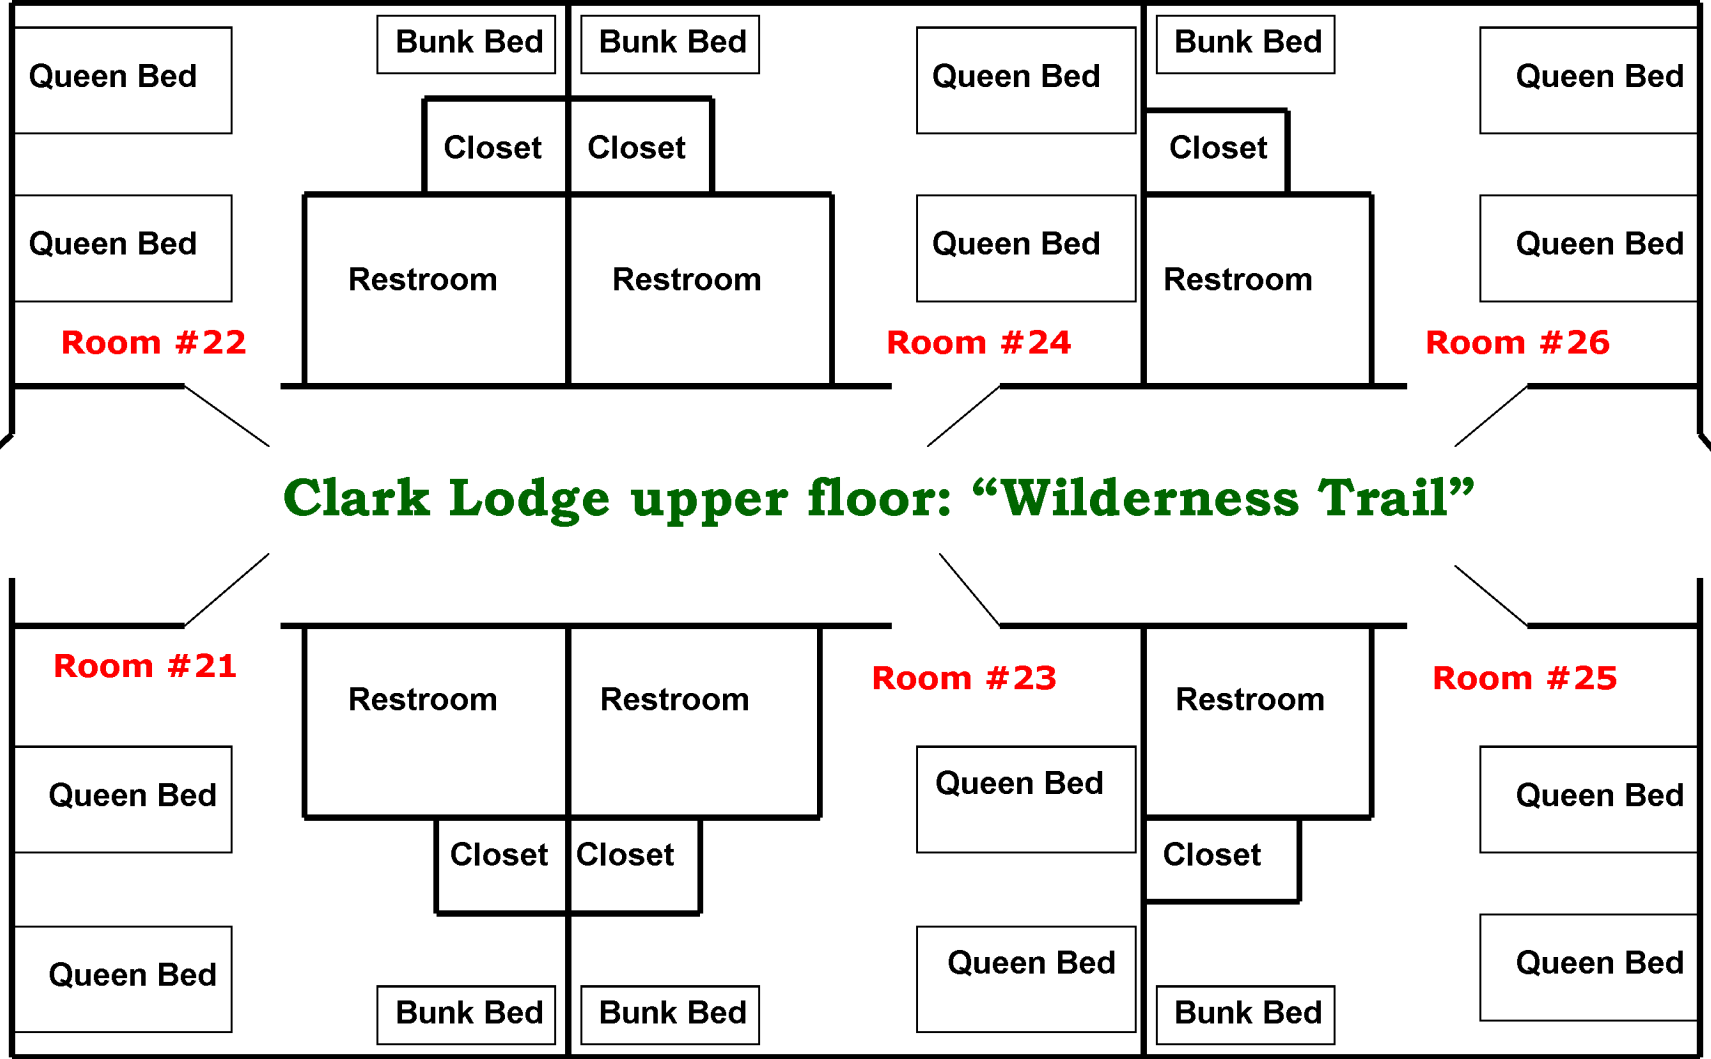 Bunk Bed
Bunk Bed
Bunk Bed
Queen Bed
Queen Bed
Queen Bed
Closet
Closet
Closet
Queen Bed
Queen Bed
Queen Bed
Restroom
Restroom
Restroom
Room #22
Room #24
Room #26
Clark Lodge upper floor: “Wilderness Trail”
Room #21
Room #23
Room #25
Restroom
Restroom
Restroom
Queen Bed
Queen Bed
Queen Bed
Closet
Closet
Closet
Queen Bed
Queen Bed
Queen Bed
Bunk Bed
Bunk Bed
Bunk Bed